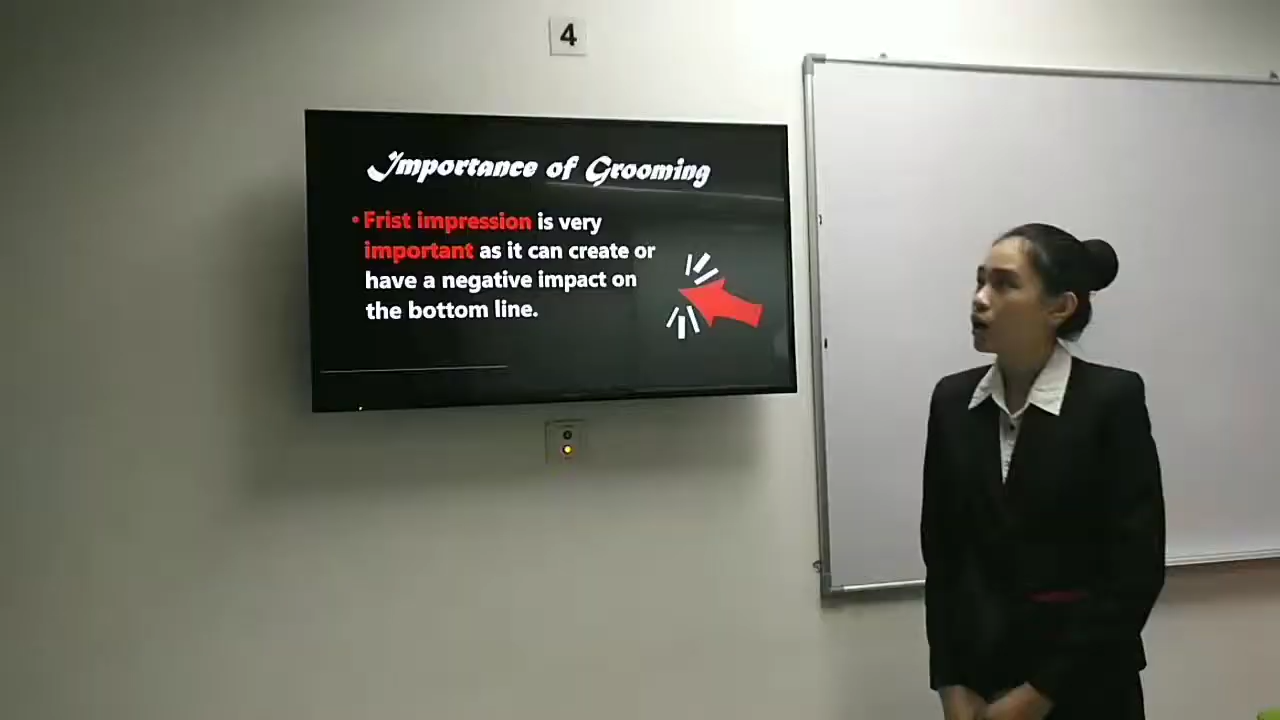 4
Importance of Grooming
• Frist impression is very
important as it can create or
have a negative impact on
the bottom line.